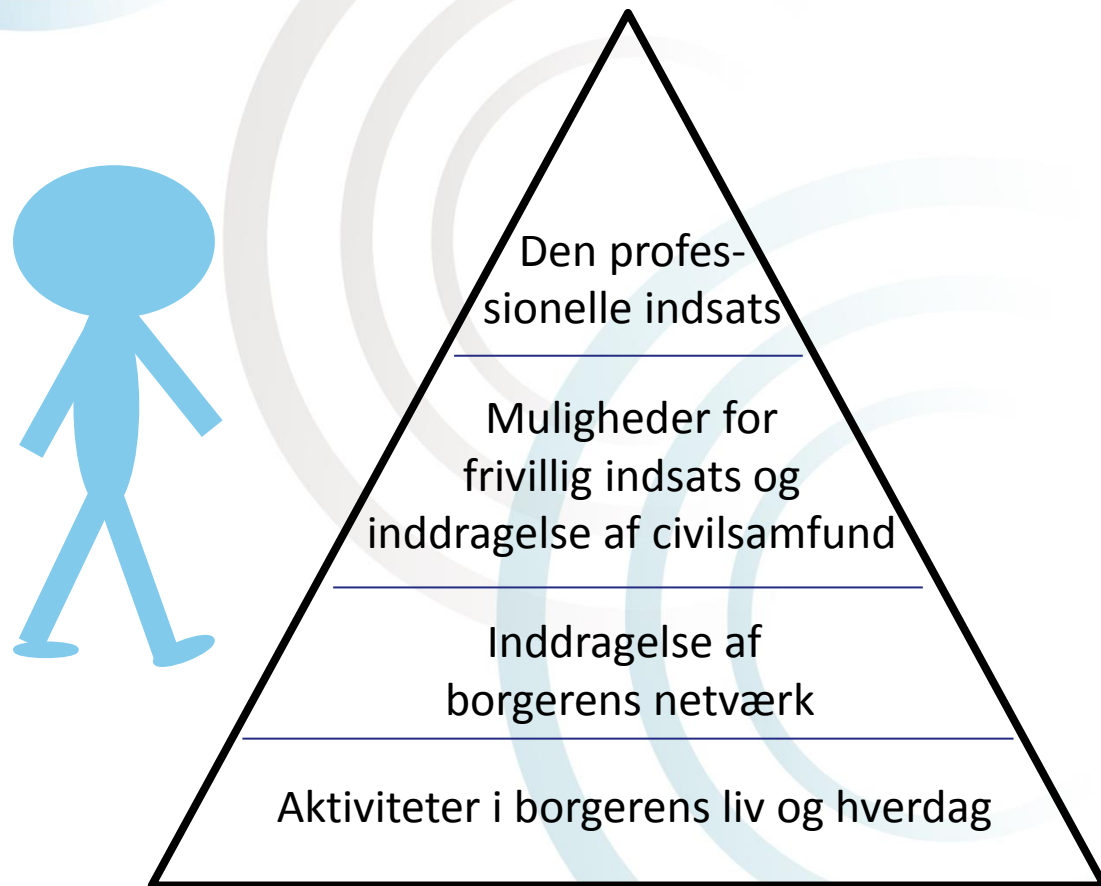 Den profes-
sionelle indsats
Muligheder for
frivillig indsats og
inddragelse af civilsamfund
Inddragelse af
borgerens netværk
Aktiviteter i borgerens liv og hverdag